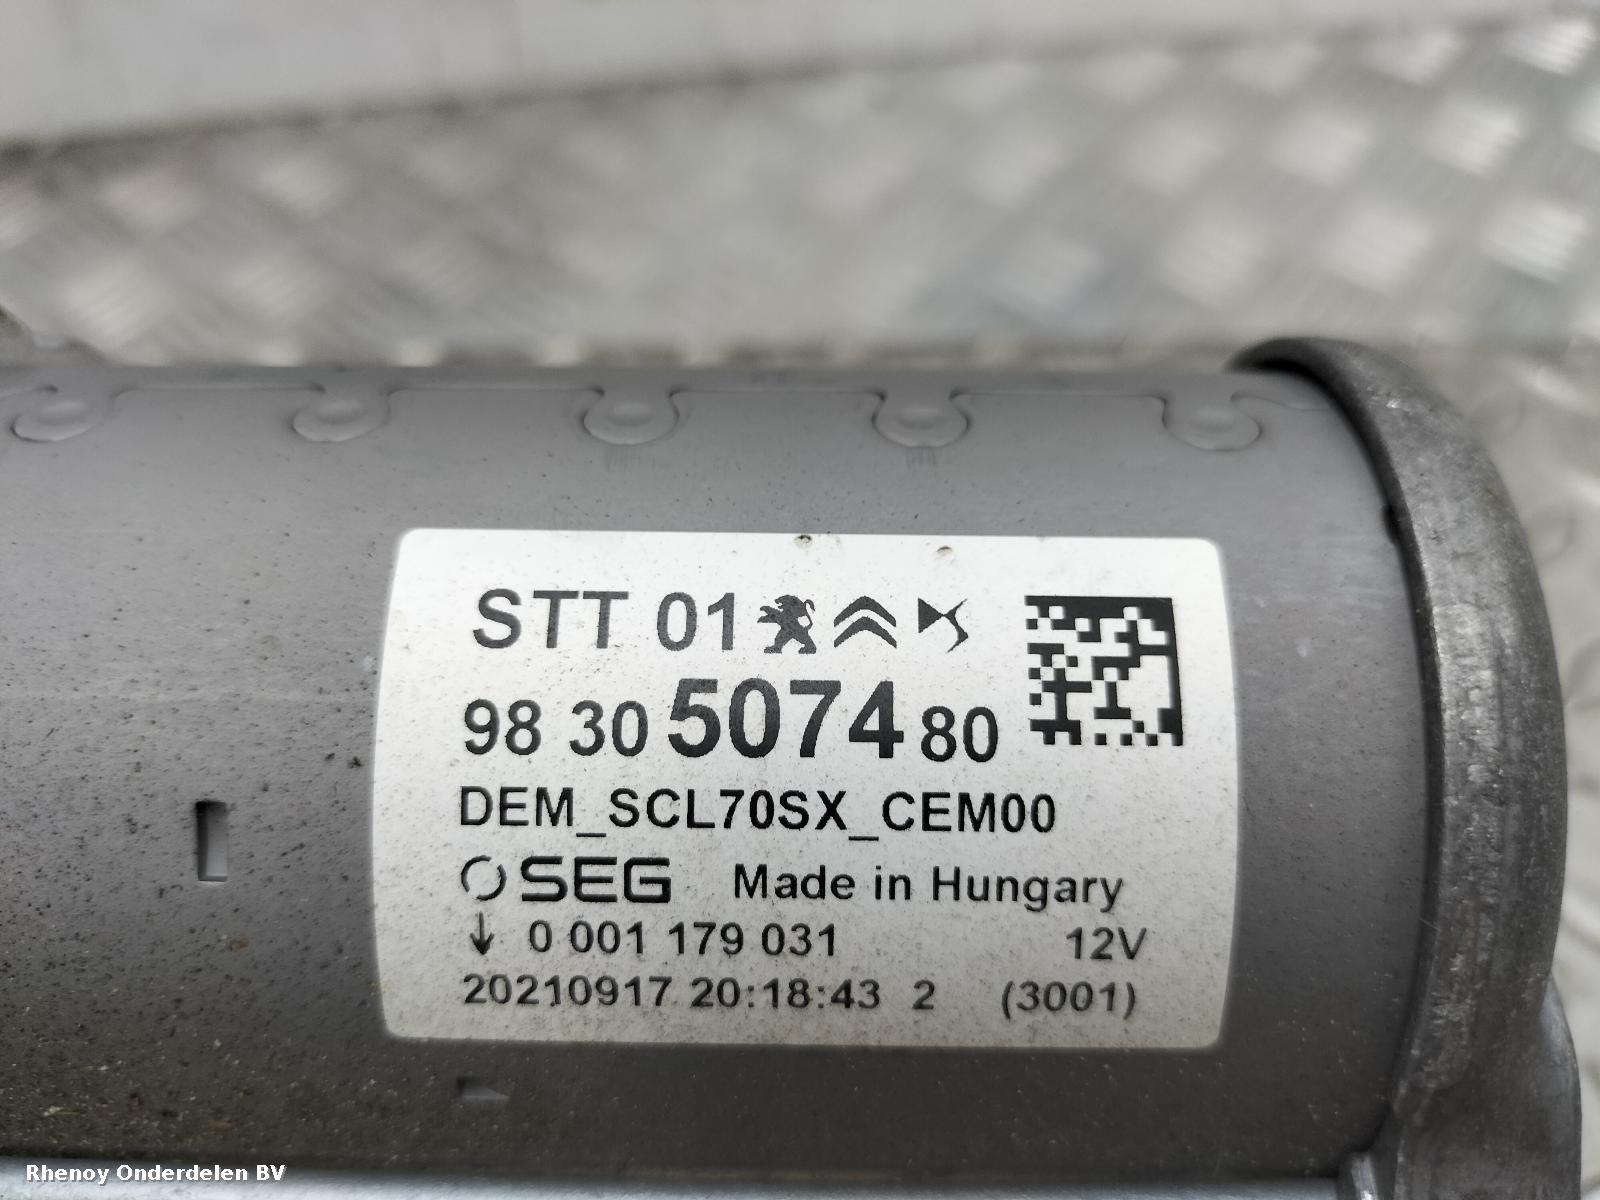 STT 01
98 30 5074 80
DEM_SCL70SX_CEM00
SEG Made in Hungary
↓ 0 001 179 031 12V
20210917 20:18:43 2 (3001)
Rhenoy Onderdelen BV